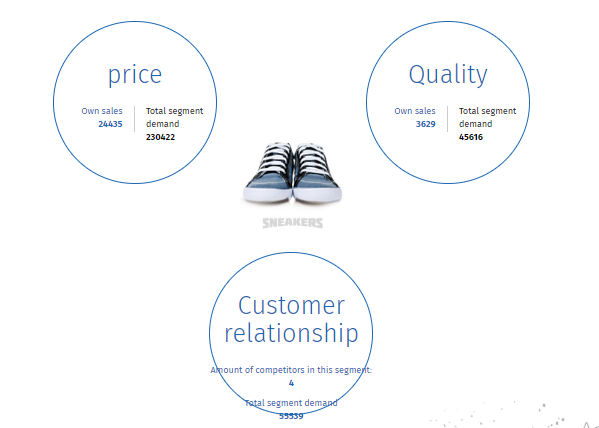 price
Own sales
24435
Total segment
demand
230422
Quality
Own sales
3629
Total segment
demand
45616
SNEAKERS
Customer
relationship
Amount of competitors in this segment:
4
Total segment demand
55539